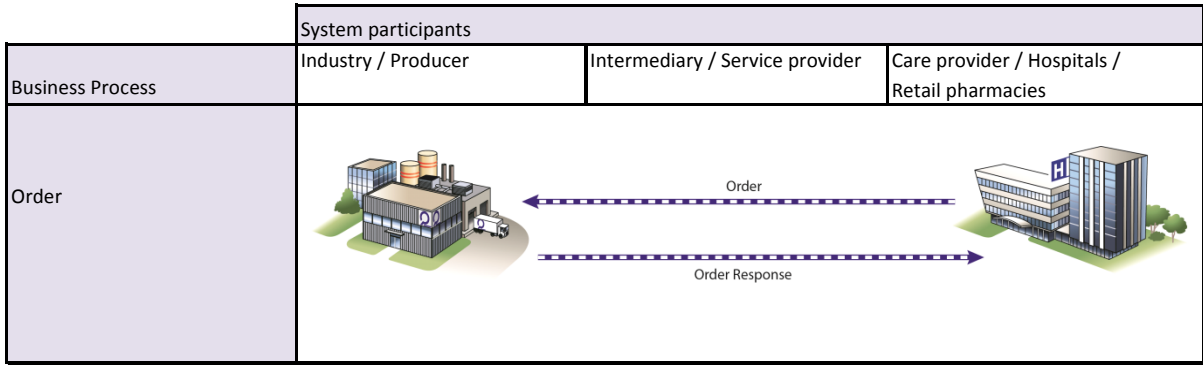 System participants
Business Process
Industry / Producer
Intermediary / Service provider
Care provider / Hospitals /
Retail pharmacies
Order
H
Order
Order Response